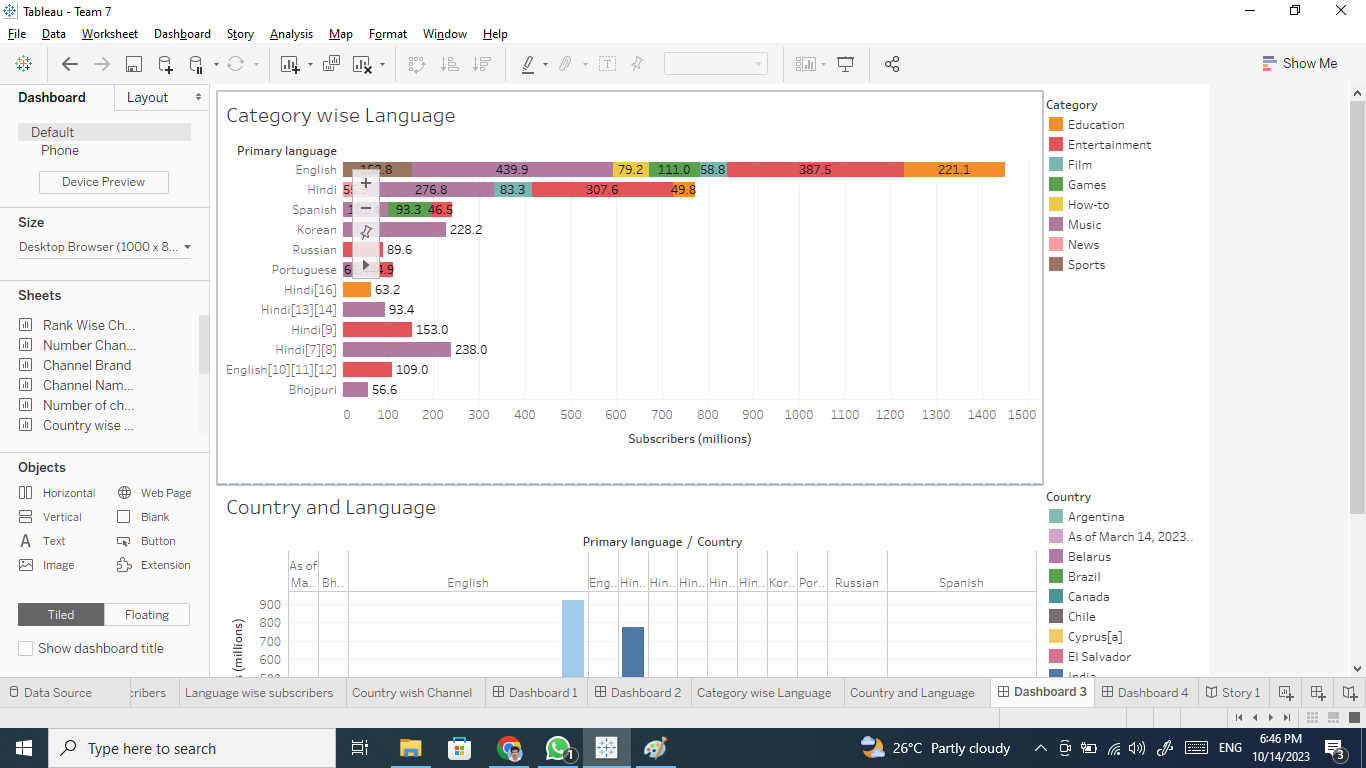 Tableau - Team 7
File Data Worksheet Dashboard Story Analysis Map Format Window Help
Show Me
Dashboard Layout
Default
Phone
Device Preview
Size
Desktop Browser (1000 x 8...
Sheets
Rank Wise Ch...
Number Chan...
Channel Brand
Channel Nam...
Number of ch...
Country wise ...
Objects
Horizontal Web Page
Vertical Blank
Text Button
Image Extension
Tiled Floating
Show dashboard title
Category wise Language
Primary language
English 439.9 79.2 111.0 58.8 387.5 221.1
Hindi 276.8 83.3 307.6 49.8
Spanish 93.3 46.5
Korean 228.2
Russian 89.6
Portuguese
Hindi[16] 63.2
Hindi[13][14] 93.4
Hindi[9] 153.0
Hindi[7][8] 238.0
English[10][11][12] 109.0
Bhojpuri 56.6
0 100 200 300 400 500 600 700 800 900 1000 1100 1200 1300 1400 1500
Subscribers (millions)
Category
Education
Entertainment
Film
Games
How-to
Music
News
Sports
Country and Language
Primary language / Country
As of
Ma.. Bh.. English Eng.. Hin.. Hin.. Hin.. Hin.. Hin.. Kor.. Por.. Russian Spanish
900
800
700
600
(millions)
Country
Argentina
As of March 14, 2023..
Belarus
Brazil
Canada
Chile
Cyprus[a]
El Salvador
India
Data Source cribers Language wise subscribers Country wish Channel Dashboard 1 Dashboard 2 Category wise Language Country and Language Dashboard 3 Dashboard 4 Story 1
Type here to search
1
26°C Partly cloudy
ENG
6:46 PM
10/14/2023
3